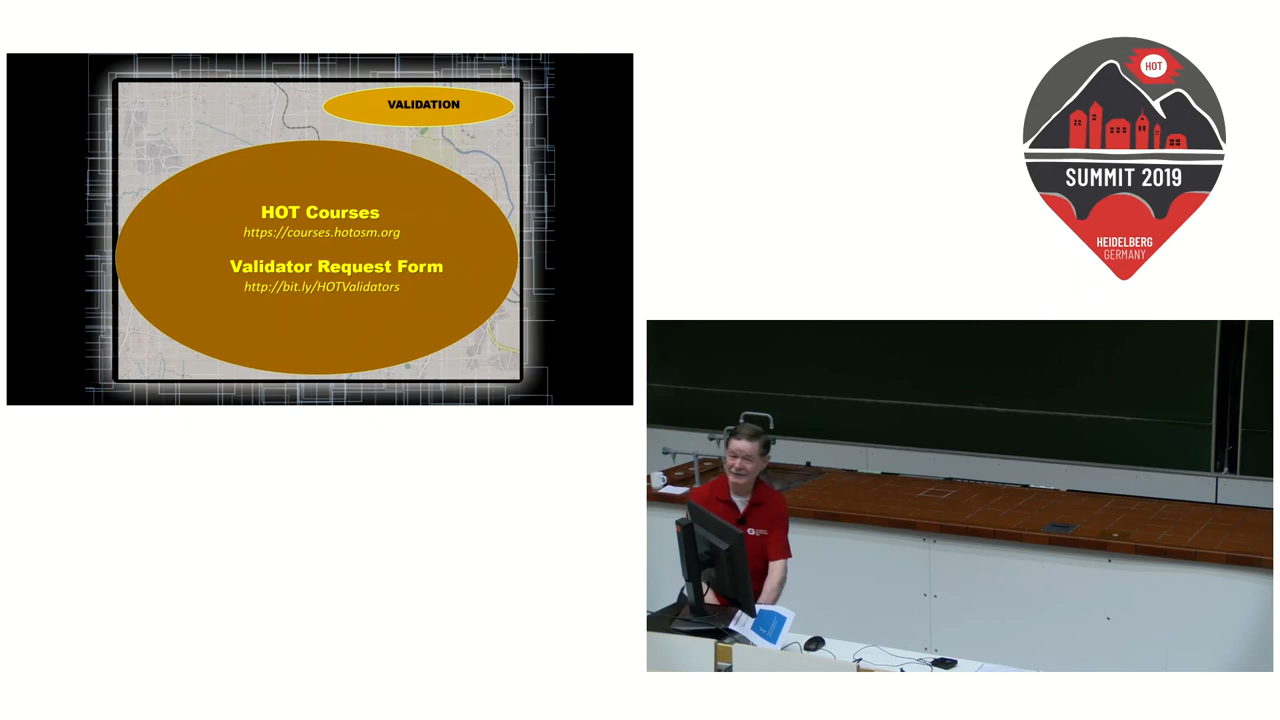 VALIDATION
HOT Courses
https://courses.hotosm.org
Validator Request Form
http://bit.ly/HOTValidators
HOT
SUMMIT 2019
HEIDELBERG
GERMANY